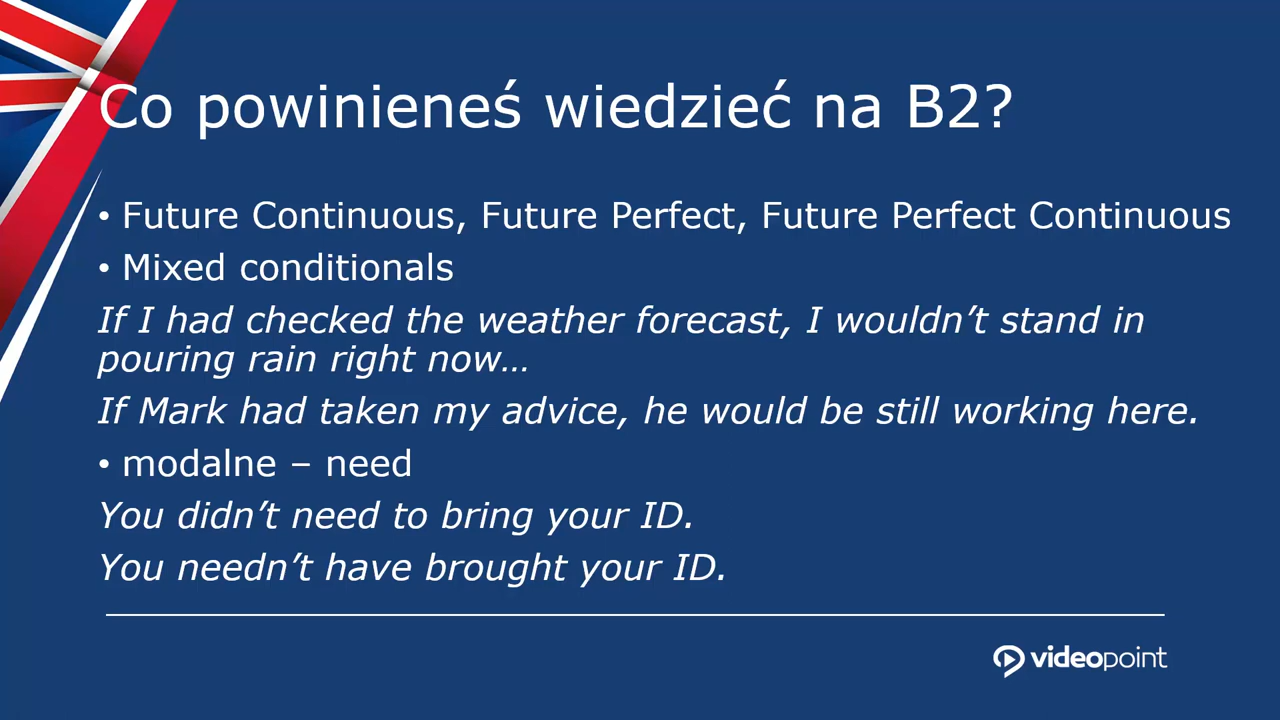 Co powinieneś wiedzieć na B2?
• Future Continuous, Future Perfect, Future Perfect Continuous
• Mixed conditionals
If I had checked the weather forecast, I wouldn’t stand in
pouring rain right now…
If Mark had taken my advice, he would be still working here.
• modalne – need
You didn’t need to bring your ID.
You needn’t have brought your ID.
videopoint